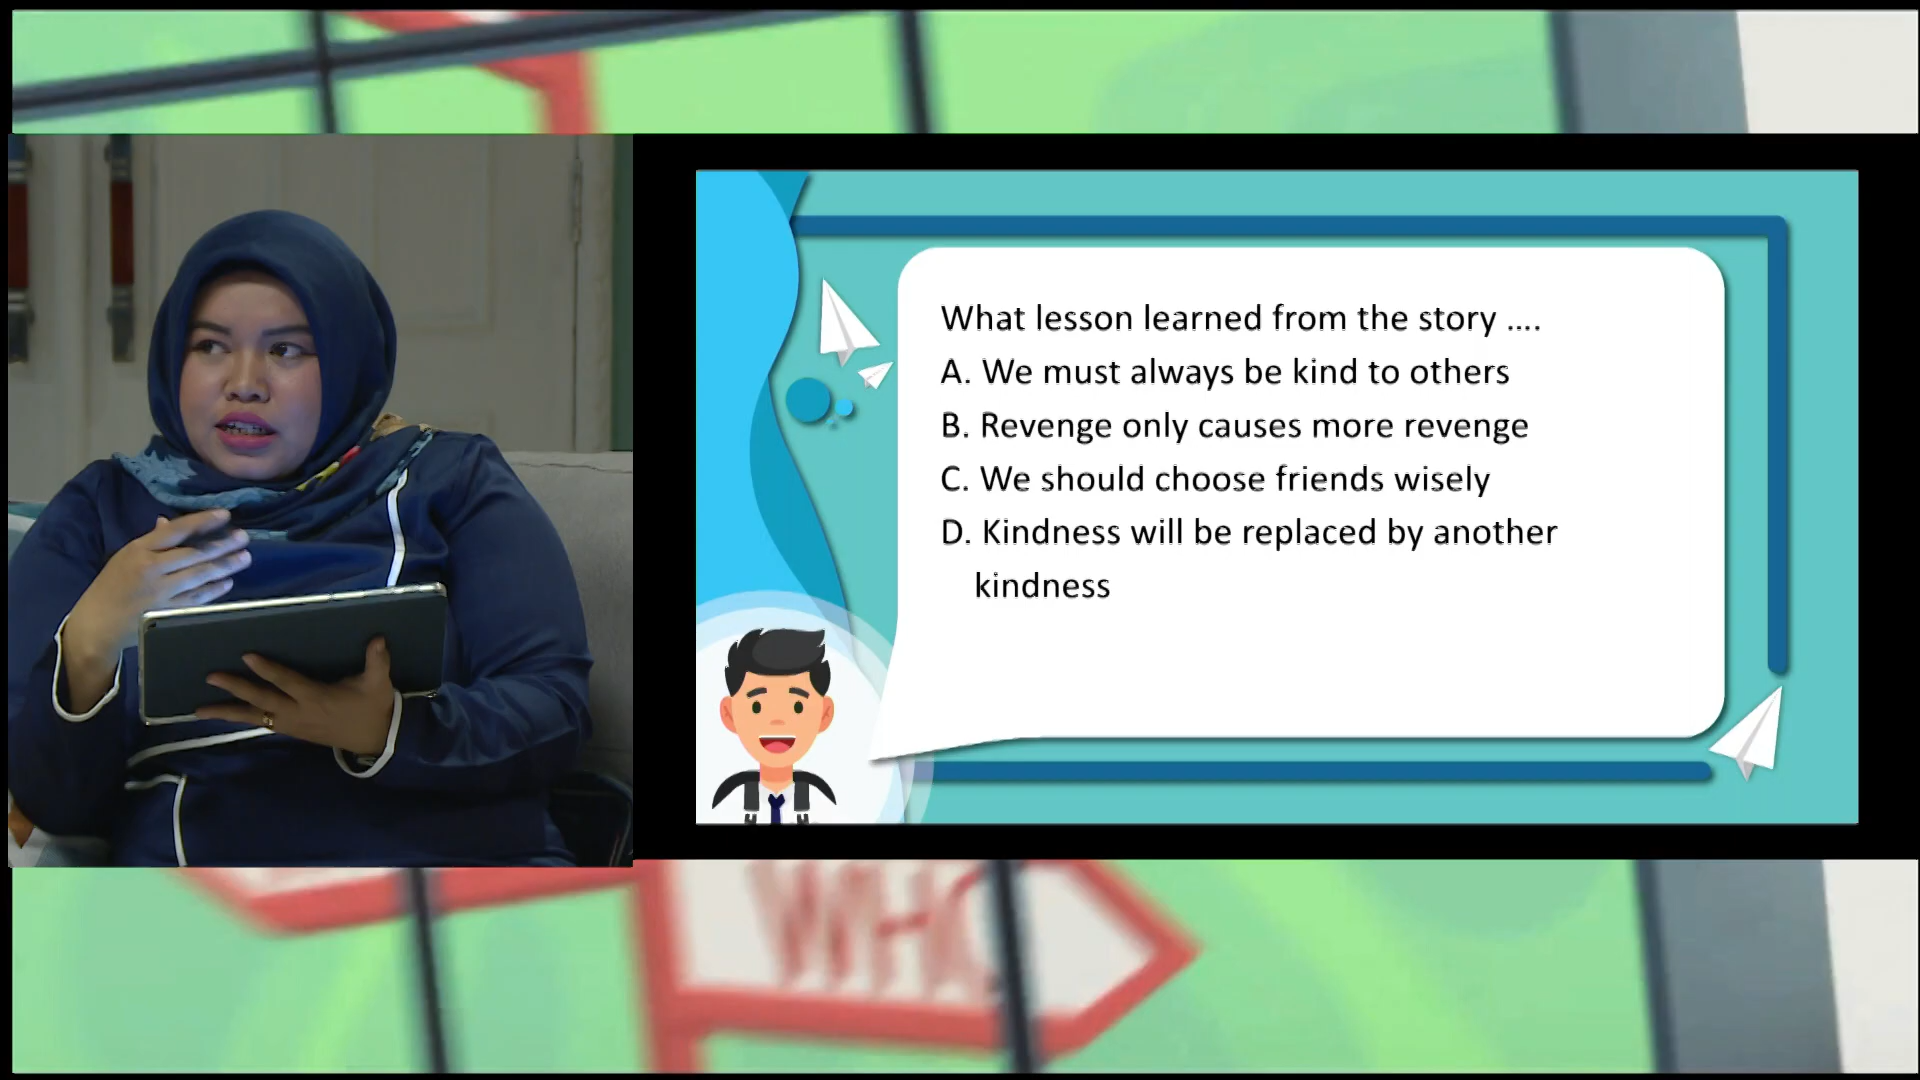 What lesson learned from the story ....
A. We must always be kind to others
B. Revenge only causes more revenge
C. We should choose friends wisely
D. Kindness will be replaced by another
kindness
WHO